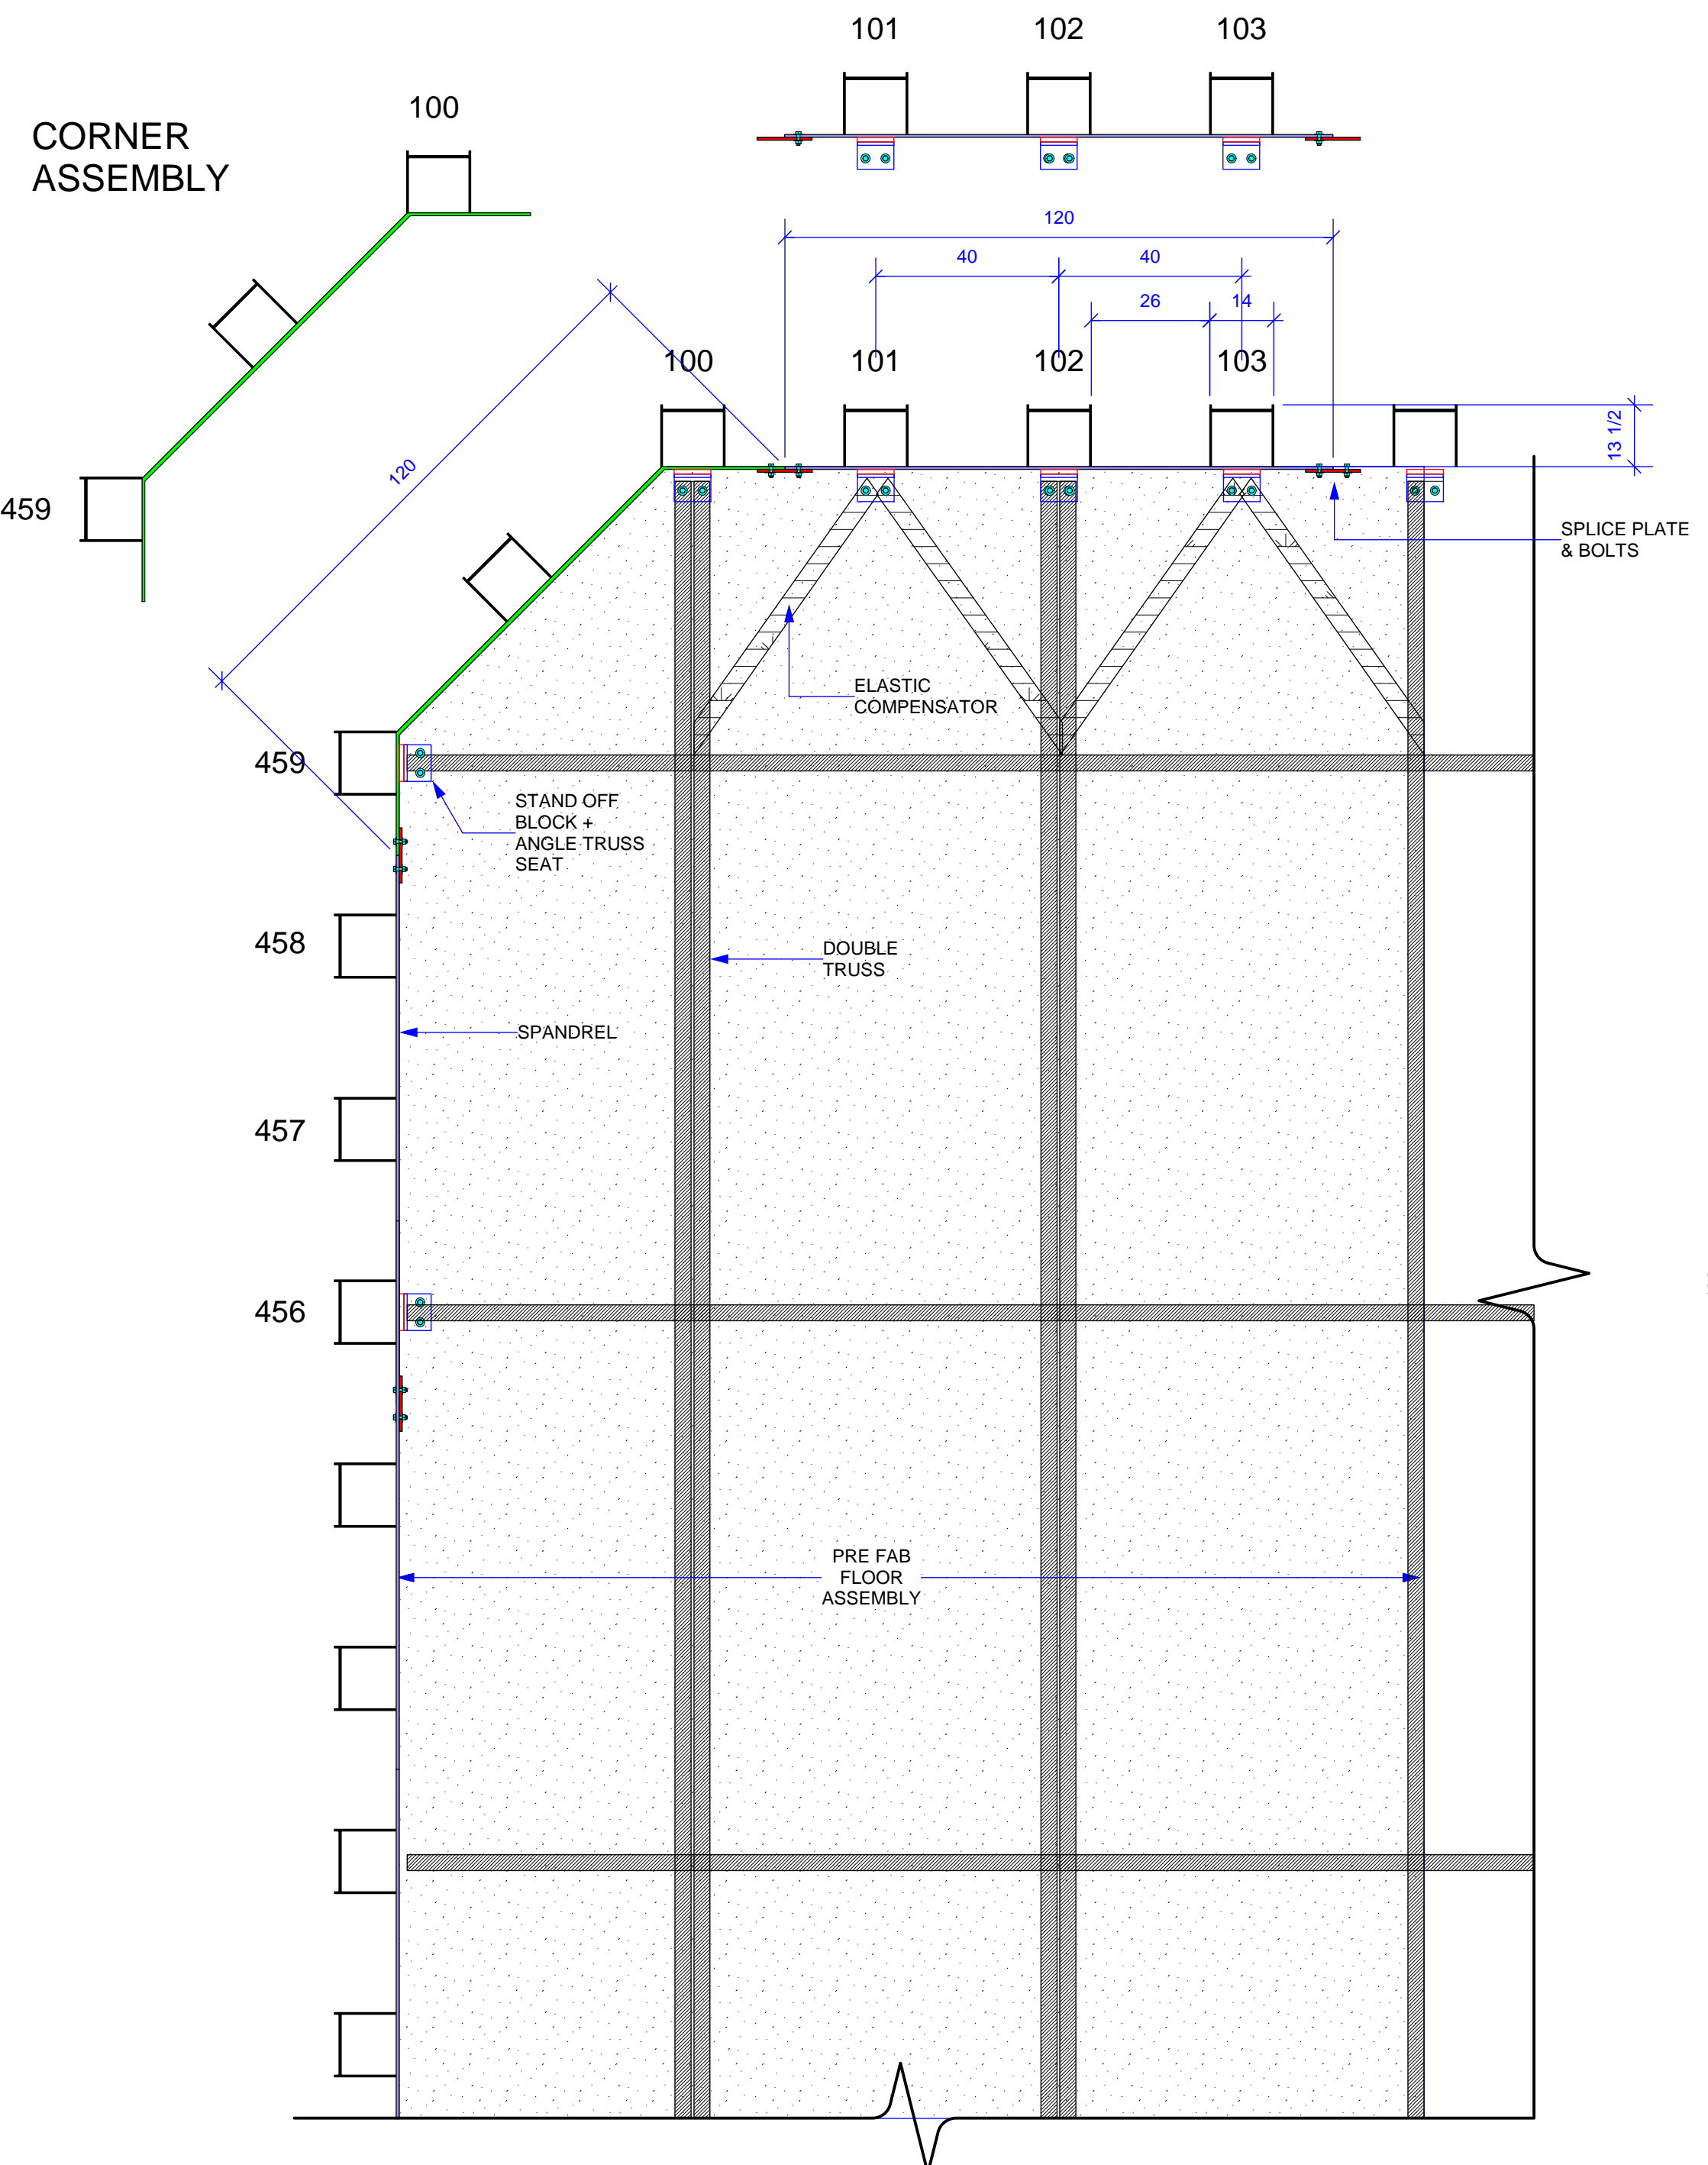 101 102 103
100
CORNER
ASSEMBLY
120
40 40
26 14
100 101 102 103
13 1/2
120
459
SPLICE PLATE
& BOLTS
ELASTIC
COMPENSATOR
459
STAND OFF
BLOCK +
ANGLE TRUSS
SEAT
458
DOUBLE
TRUSS
SPANDREL
457
456
PRE FAB
FLOOR
ASSEMBLY